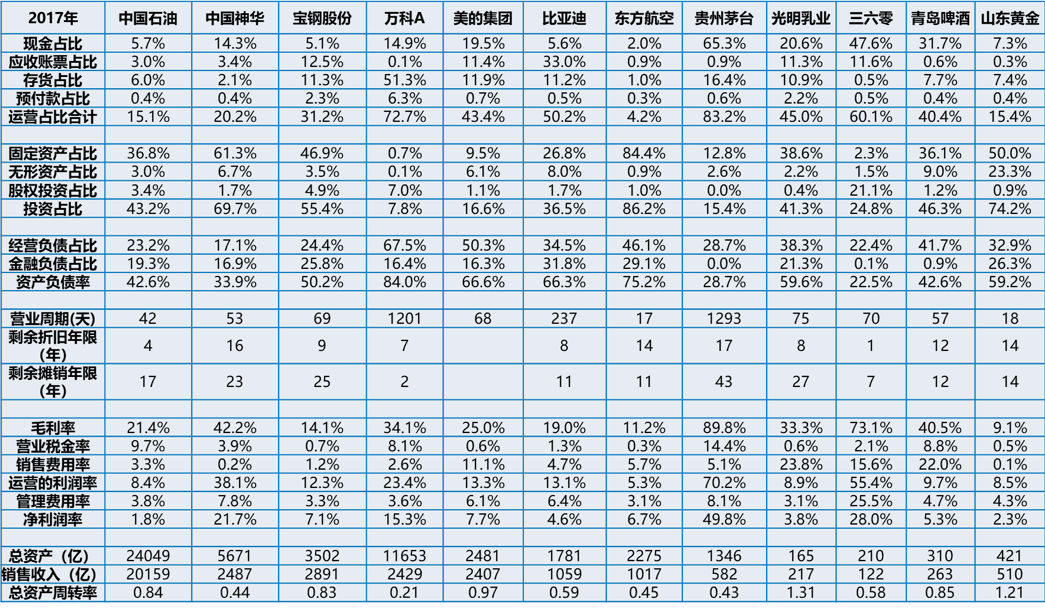 2017年 中国石油 中国神华 宝钢股份 万科A 美的集团 比亚迪 东方航空 贵州茅台 光明乳业 三六零 青岛啤酒 山东黄金
现金占比 5.7% 14.3% 5.1% 14.9% 19.5% 5.6% 2.0% 65.3% 20.6% 47.6% 31.7% 7.3%
应收账票占比 3.0% 3.4% 12.5% 0.1% 11.4% 33.0% 0.9% 0.9% 11.3% 11.6% 0.6% 0.3%
存货占比 6.0% 2.1% 11.3% 51.3% 11.9% 11.2% 1.0% 16.4% 10.9% 0.5% 7.7% 7.4%
预付款占比 0.4% 0.4% 2.3% 6.3% 0.7% 0.5% 0.3% 0.6% 2.2% 0.5% 0.4% 0.4%
运营占比合计 15.1% 20.2% 31.2% 72.7% 43.4% 50.2% 4.2% 83.2% 45.0% 60.1% 40.4% 15.4%
固定资产占比 36.8% 61.3% 46.9% 0.7% 9.5% 26.8% 84.4% 12.8% 38.6% 2.3% 36.1% 50.0%
无形资产占比 3.0% 6.7% 3.5% 0.1% 6.1% 8.0% 0.9% 2.6% 2.2% 1.5% 9.0% 23.3%
股权投资占比 3.4% 1.7% 4.9% 7.0% 1.1% 1.7% 1.0% 0.0% 0.4% 21.1% 1.2% 0.9%
投资占比 43.2% 69.7% 55.4% 7.8% 16.6% 36.5% 86.2% 15.4% 41.3% 24.8% 46.3% 74.2%
经营负债占比 23.2% 17.1% 24.4% 67.5% 50.3% 34.5% 46.1% 28.7% 38.3% 22.4% 41.7% 32.9%
金融负债占比 19.3% 16.9% 25.8% 16.4% 16.3% 31.8% 29.1% 0.0% 21.3% 0.1% 0.9% 26.3%
资产负债率 42.6% 33.9% 50.2% 84.0% 66.6% 66.3% 75.2% 28.7% 59.6% 22.5% 42.6% 59.2%
营业周期(天) 42 53 69 1201 68 237 17 1293 75 70 57 18
剩余折旧年限
（年） 4 16 9 7 8 14 17 8 1 12 14
剩余摊销年限
（年） 17 23 25 2 11 11 43 27 7 12 14
毛利率 21.4% 42.2% 14.1% 34.1% 25.0% 19.0% 11.2% 89.8% 33.3% 73.1% 40.5% 9.1%
营业税金率 9.7% 3.9% 0.7% 8.1% 0.6% 1.3% 0.3% 14.4% 0.6% 2.1% 8.8% 0.5%
销售费用率 3.3% 0.2% 1.2% 2.6% 11.1% 4.7% 5.7% 5.1% 23.8% 15.6% 22.0% 0.1%
运营的利润率 8.4% 38.1% 12.3% 23.4% 13.3% 13.1% 5.3% 70.2% 8.9% 55.4% 9.7% 8.5%
管理费用率 3.8% 7.8% 3.3% 3.6% 6.1% 6.4% 3.1% 8.1% 3.1% 25.5% 4.7% 4.3%
净利润率 1.8% 21.7% 7.1% 15.3% 7.7% 4.6% 6.7% 49.8% 3.8% 28.0% 5.3% 2.3%
总资产（亿） 24049 5671 3502 11653 2481 1781 2275 1346 165 210 310 421
销售收入（亿） 20159 2487 2891 2429 2407 1059 1017 582 217 122 263 510
总资产周转率 0.84 0.44 0.83 0.21 0.97 0.59 0.45 0.43 1.31 0.58 0.85 1.21